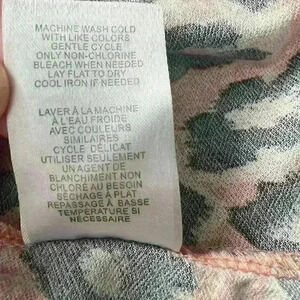 MACHINE WASH COLD
WITH LIKE COLORS
GENTLE CYCLE
ONLY NON-CHLORINE
BLEACH WHEN NEEDED
LAY FLAT TO DRY
COOL IRON IF NEEDED
LAVER À LA MACHINE
À L'EAU FROIDE
AVEC COULEURS
SIMILAIRES
CYCLE DÉLICAT
UTILISER SEULEMENT
UN AGENT DE
BLANCHIMENT NON
CHLORÉ AU BESOIN
SÉCHAGE À PLAT
REPASSAGE À BASSE
TEMPERATURE SI
NÉCESSAIRE